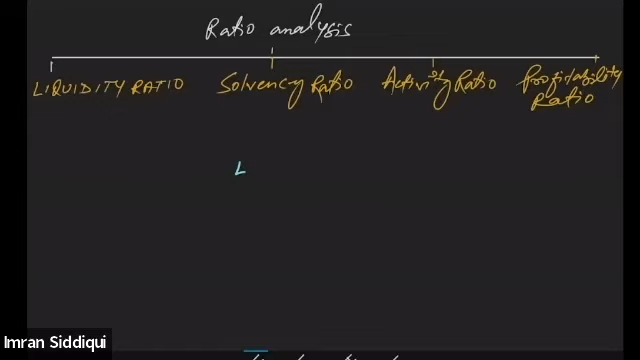 Ratio analysis
LIQUIDITY RATIO Solvency Ratio Activity Ratio Profitability Ratio
L
Imran Siddiqui